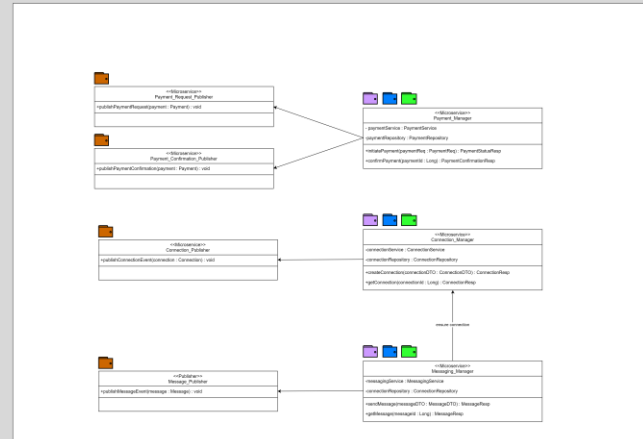 <<Microservice>>
Payment_Request_Publisher
+publishPaymentRequest(payment : Payment) : void
<<Microservice>>
Payment_Confirmation_Publisher
+publishPaymentConfirmation(payment : Payment) : void
<<Microservice>>
Payment_Manager
- paymentService : PaymentService
-paymentRepository : PaymentRepository
+initiatePayment(paymentReq : PaymentReq) : PaymentStatusResp
+confirmPayment(paymentId : Long) : PaymentConfirmationResp
<<Microservice>>
Connection_Publisher
+publishConnectionEvent(connection : Connection) : void
<<Microservice>>
Connection_Manager
-connectionService : ConnectionService
-connectionRepository : ConnectionRepository
+createConnection(connectionDTO : ConnectionDTO) : ConnectionResp
+getConnection(connectionId : Long) : ConnectionResp
ensure connection
<<Publisher>>
Message_Publisher
+publishMessageEvent(message : Message) : void
<<Microservice>>
Messaging_Manager
-messagingService : MessagingService
-connectionRepository : ConnectionRepository
+sendMessage(messageDTO : MessageDTO) : MessageResp
+getMessage(messageId : Long) : MessageResp